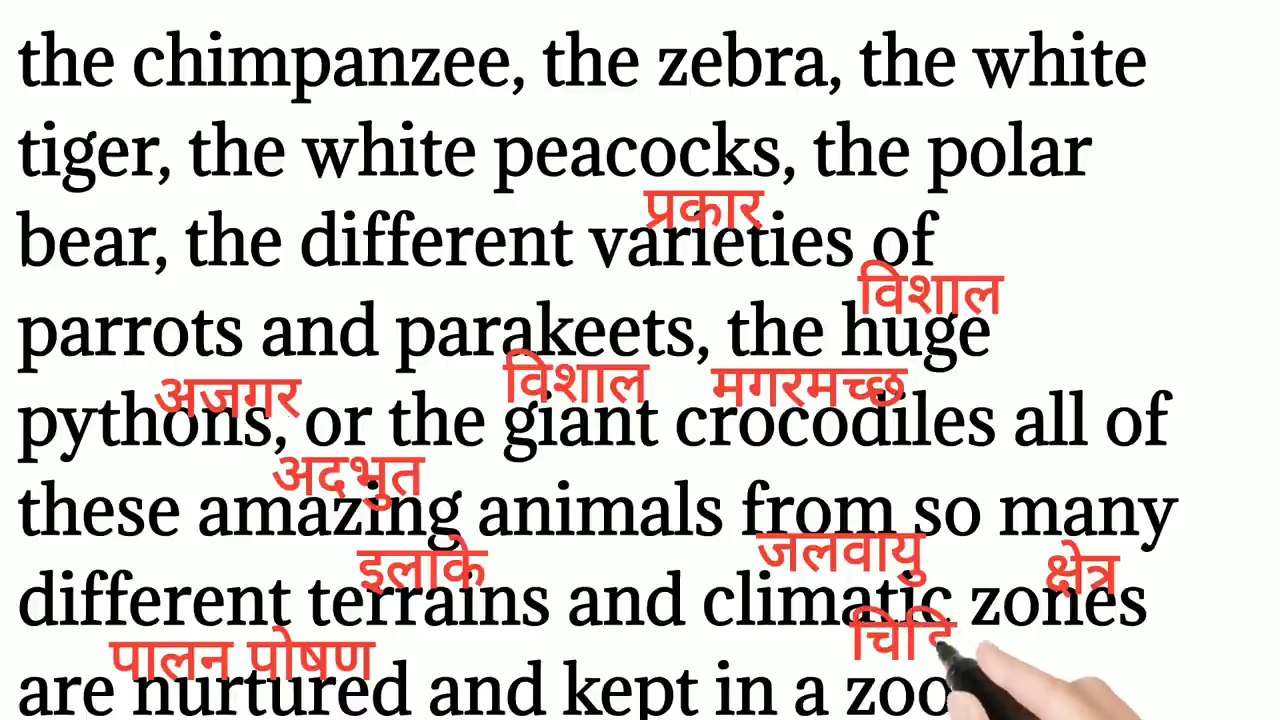 the chimpanzee, the zebra, the white
tiger, the white peacocks, the polar
प्रकार
bear, the different varieties of
विशाल
parrots and parakeets, the huge
अजगर विशाल मगरमच्छ
pythons, or the giant crocodiles all of
अदभुत
these amazing animals from so many
इलाके जलवायु क्षेत्र
different terrains and climatic zones
पालन पोषण
are nurtured and kept in a zoo